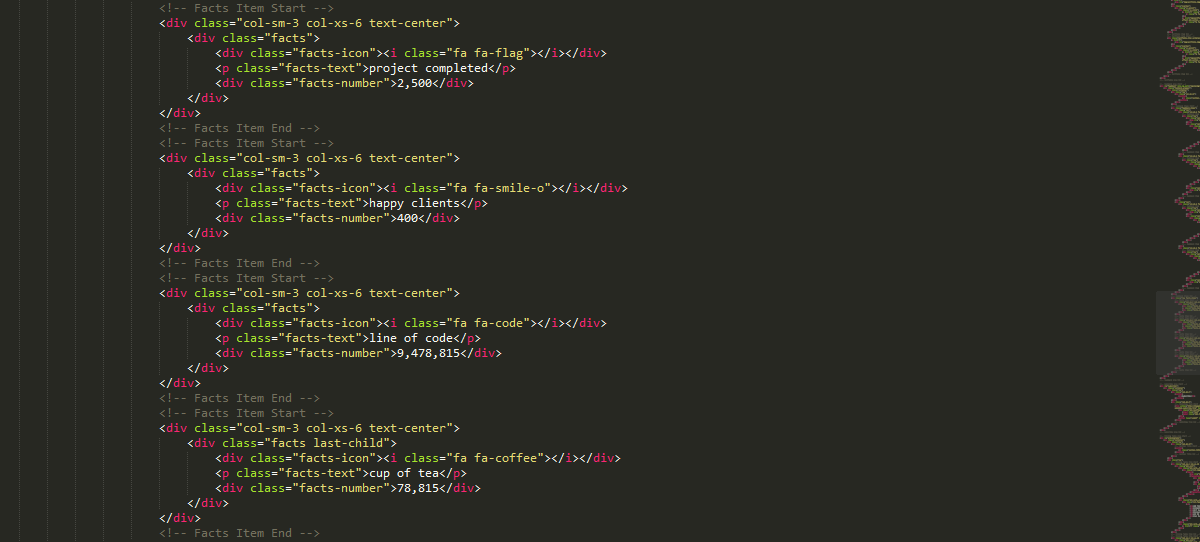 <!-- Facts Item Start -->
<div class="col-sm-3 col-xs-6 text-center">
<div class="facts">
<div class="facts-icon"><i class="fa fa-flag"></i></div>
<p class="facts-text">project completed</p>
<div class="facts-number">2,500</div>
</div>
</div>
<!-- Facts Item End -->
<!-- Facts Item Start -->
<div class="col-sm-3 col-xs-6 text-center">
<div class="facts">
<div class="facts-icon"><i class="fa fa-smile-o"></i></div>
<p class="facts-text">happy clients</p>
<div class="facts-number">400</div>
</div>
</div>
<!-- Facts Item End -->
<!-- Facts Item Start -->
<div class="col-sm-3 col-xs-6 text-center">
<div class="facts">
<div class="facts-icon"><i class="fa fa-code"></i></div>
<p class="facts-text">line of code</p>
<div class="facts-number">9,478,815</div>
</div>
</div>
<!-- Facts Item End -->
<!-- Facts Item Start -->
<div class="col-sm-3 col-xs-6 text-center">
<div class="facts last-child">
<div class="facts-icon"><i class="fa fa-coffee"></i></div>
<p class="facts-text">cup of tea</p>
<div class="facts-number">78,815</div>
</div>
</div>
<!-- Facts Item End -->